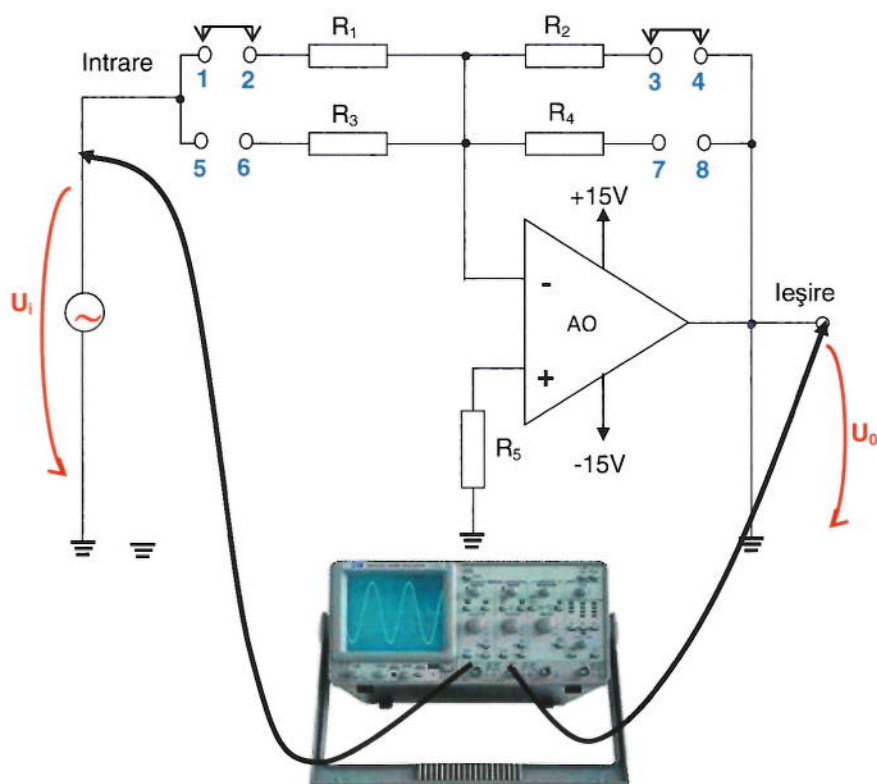 R1 R2
Intrare
1 2 3 4
R3 R4
5 6 7 8
+15V
Ui
~
-
AO
Ieşire
+
R5
-15V
U0